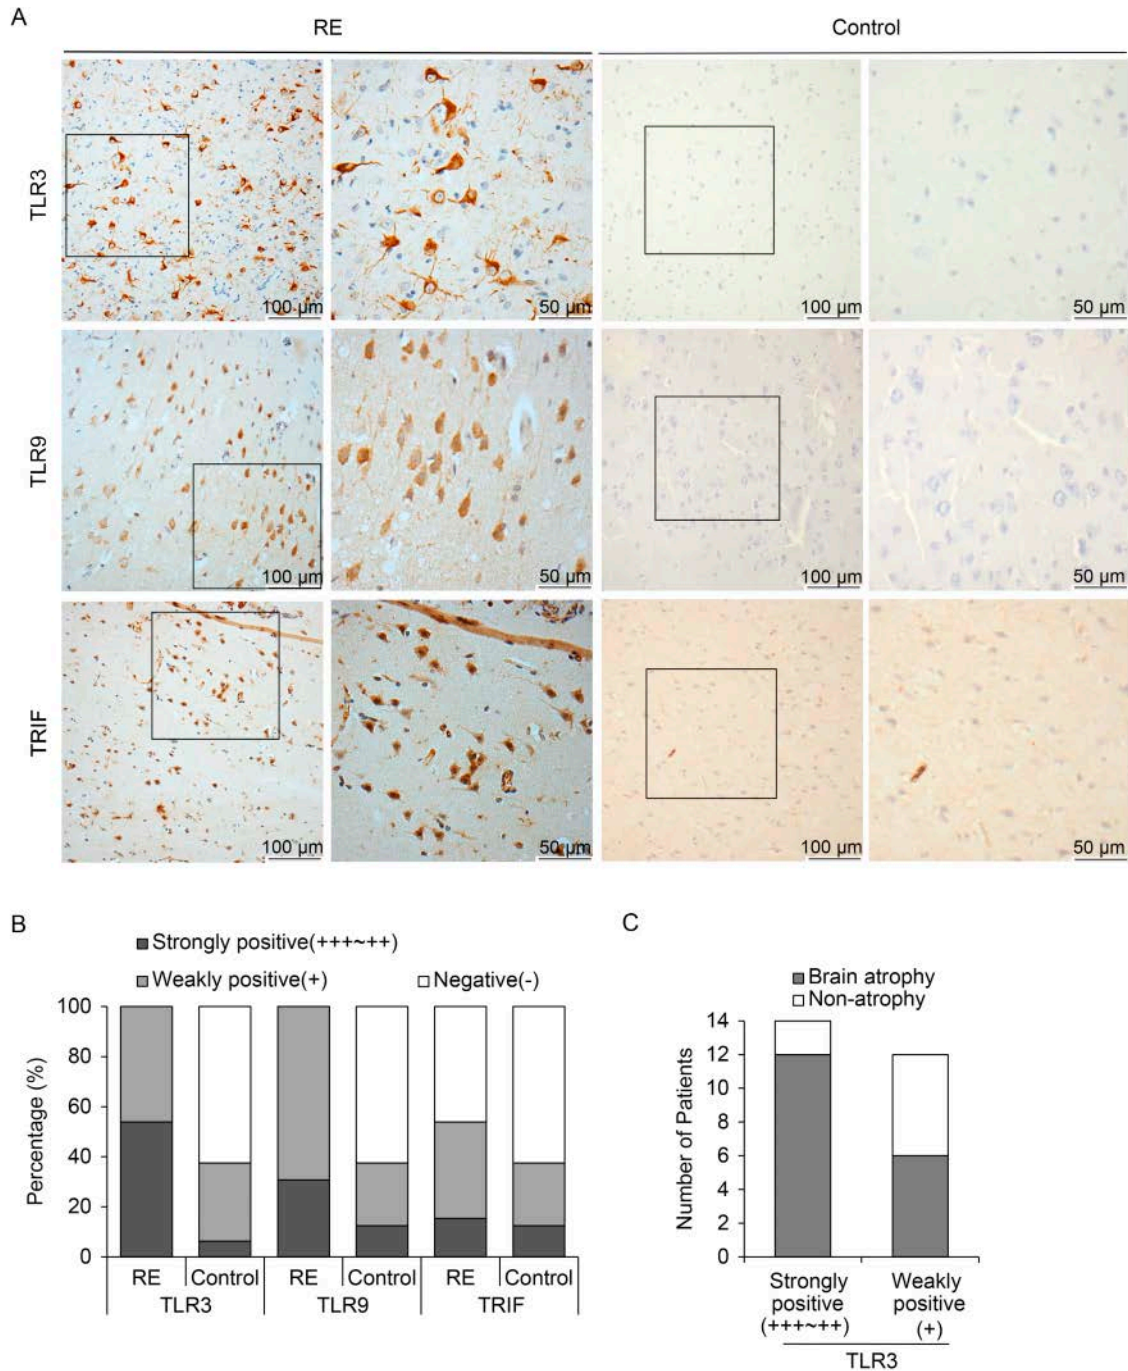 A
RE
Control
TLR3
100 µm
50 µm
100 µm
50 µm
TLR9
100 µm
50 µm
100 µm
50 µm
TRIF
100 µm
50 µm
100 µm
50 µm
B
Strongly positive(+++~++)
Weakly positive(+)
Negative(-)
Percentage (%)
100
80
60
40
20
0
RE
Control
RE
Control
RE
Control
TLR3
TLR9
TRIF
C
Brain atrophy
Non-atrophy
Number of Patients
14
12
10
8
6
4
2
0
Strongly
positive
(+++~++)
Weakly
positive
(+)
TLR3